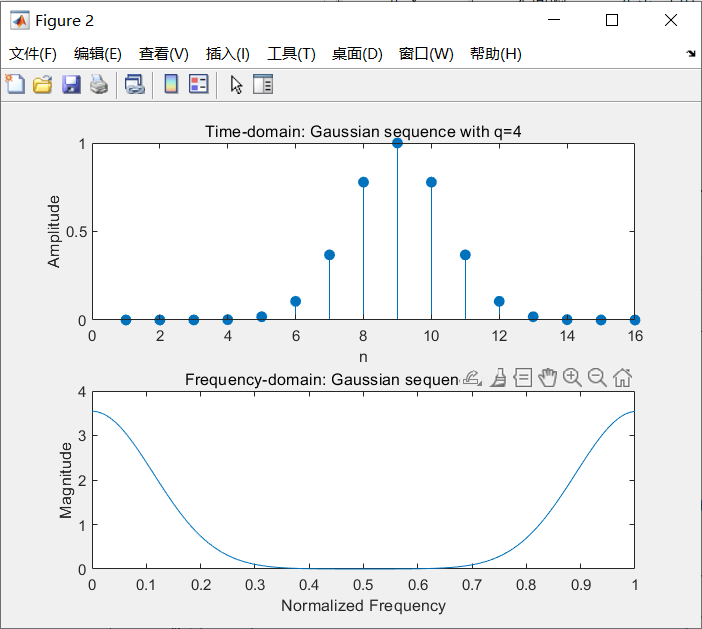 Figure 2
文件(F) 编辑(E) 查看(V) 插入(I) 工具(T) 桌面(D) 窗口(W) 帮助(H)
Time-domain: Gaussian sequence with q=4
1
0.5
0
Amplitude
0 2 4 6 8 10 12 14 16
n
Frequency-domain: Gaussian sequen
4
3
2
1
0
Magnitude
0 0.1 0.2 0.3 0.4 0.5 0.6 0.7 0.8 0.9 1
Normalized Frequency